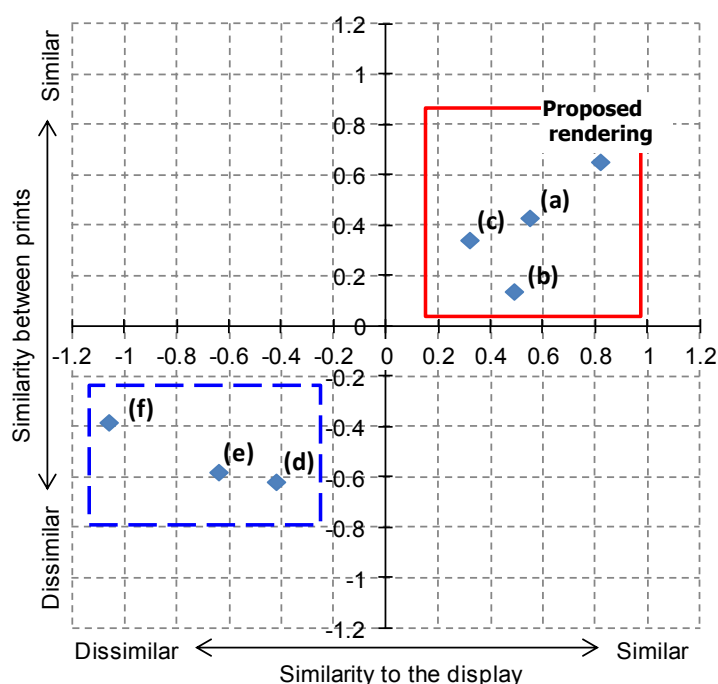 Similar
Similarity between prints
Dissimilar
1.2
1
0.8
0.6
0.4
0.2
0
-0.2
-0.4
-0.6
-0.8
-1
-1.2
-1.2 -1 -0.8 -0.6 -0.4 -0.2 0 0.2 0.4 0.6 0.8 1 1.2
Proposed
rendering
(a)
(c)
(b)
(f)
(e)
(d)
Dissimilar
Similar
Similarity to the display